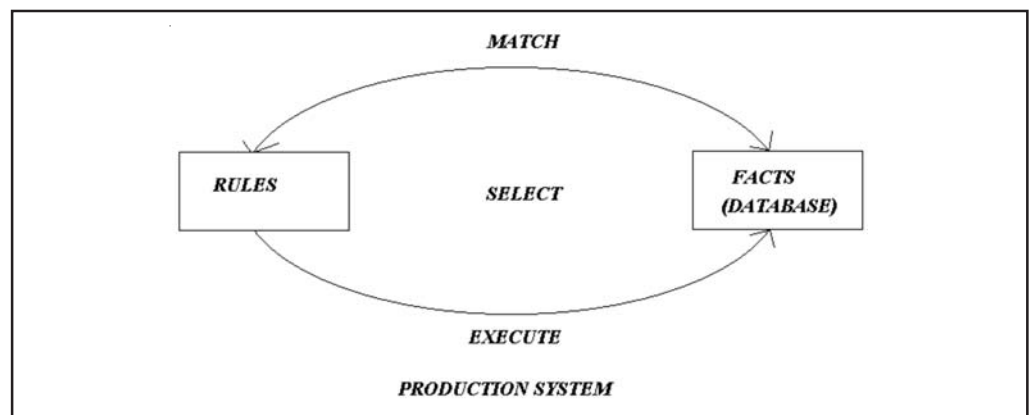 MATCH
RULES
SELECT
FACTS
(DATABASE)
EXECUTE
PRODUCTION SYSTEM